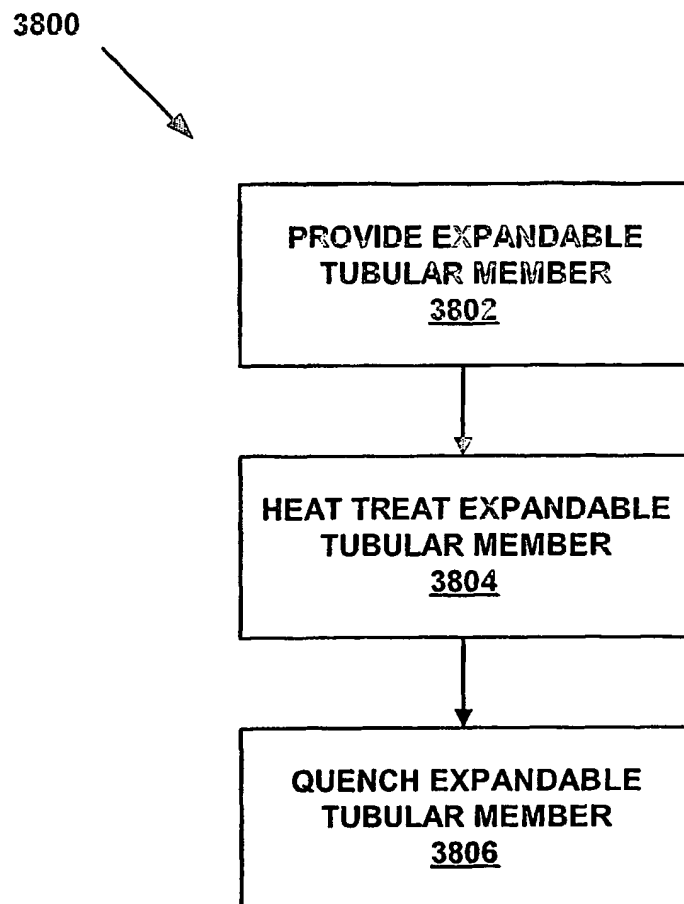 3800
PROVIDE EXPANDABLE
TUBULAR MEMBER
3802
HEAT TREAT EXPANDABLE
TUBULAR MEMBER
3804
QUENCH EXPANDABLE
TUBULAR MEMBER
3806